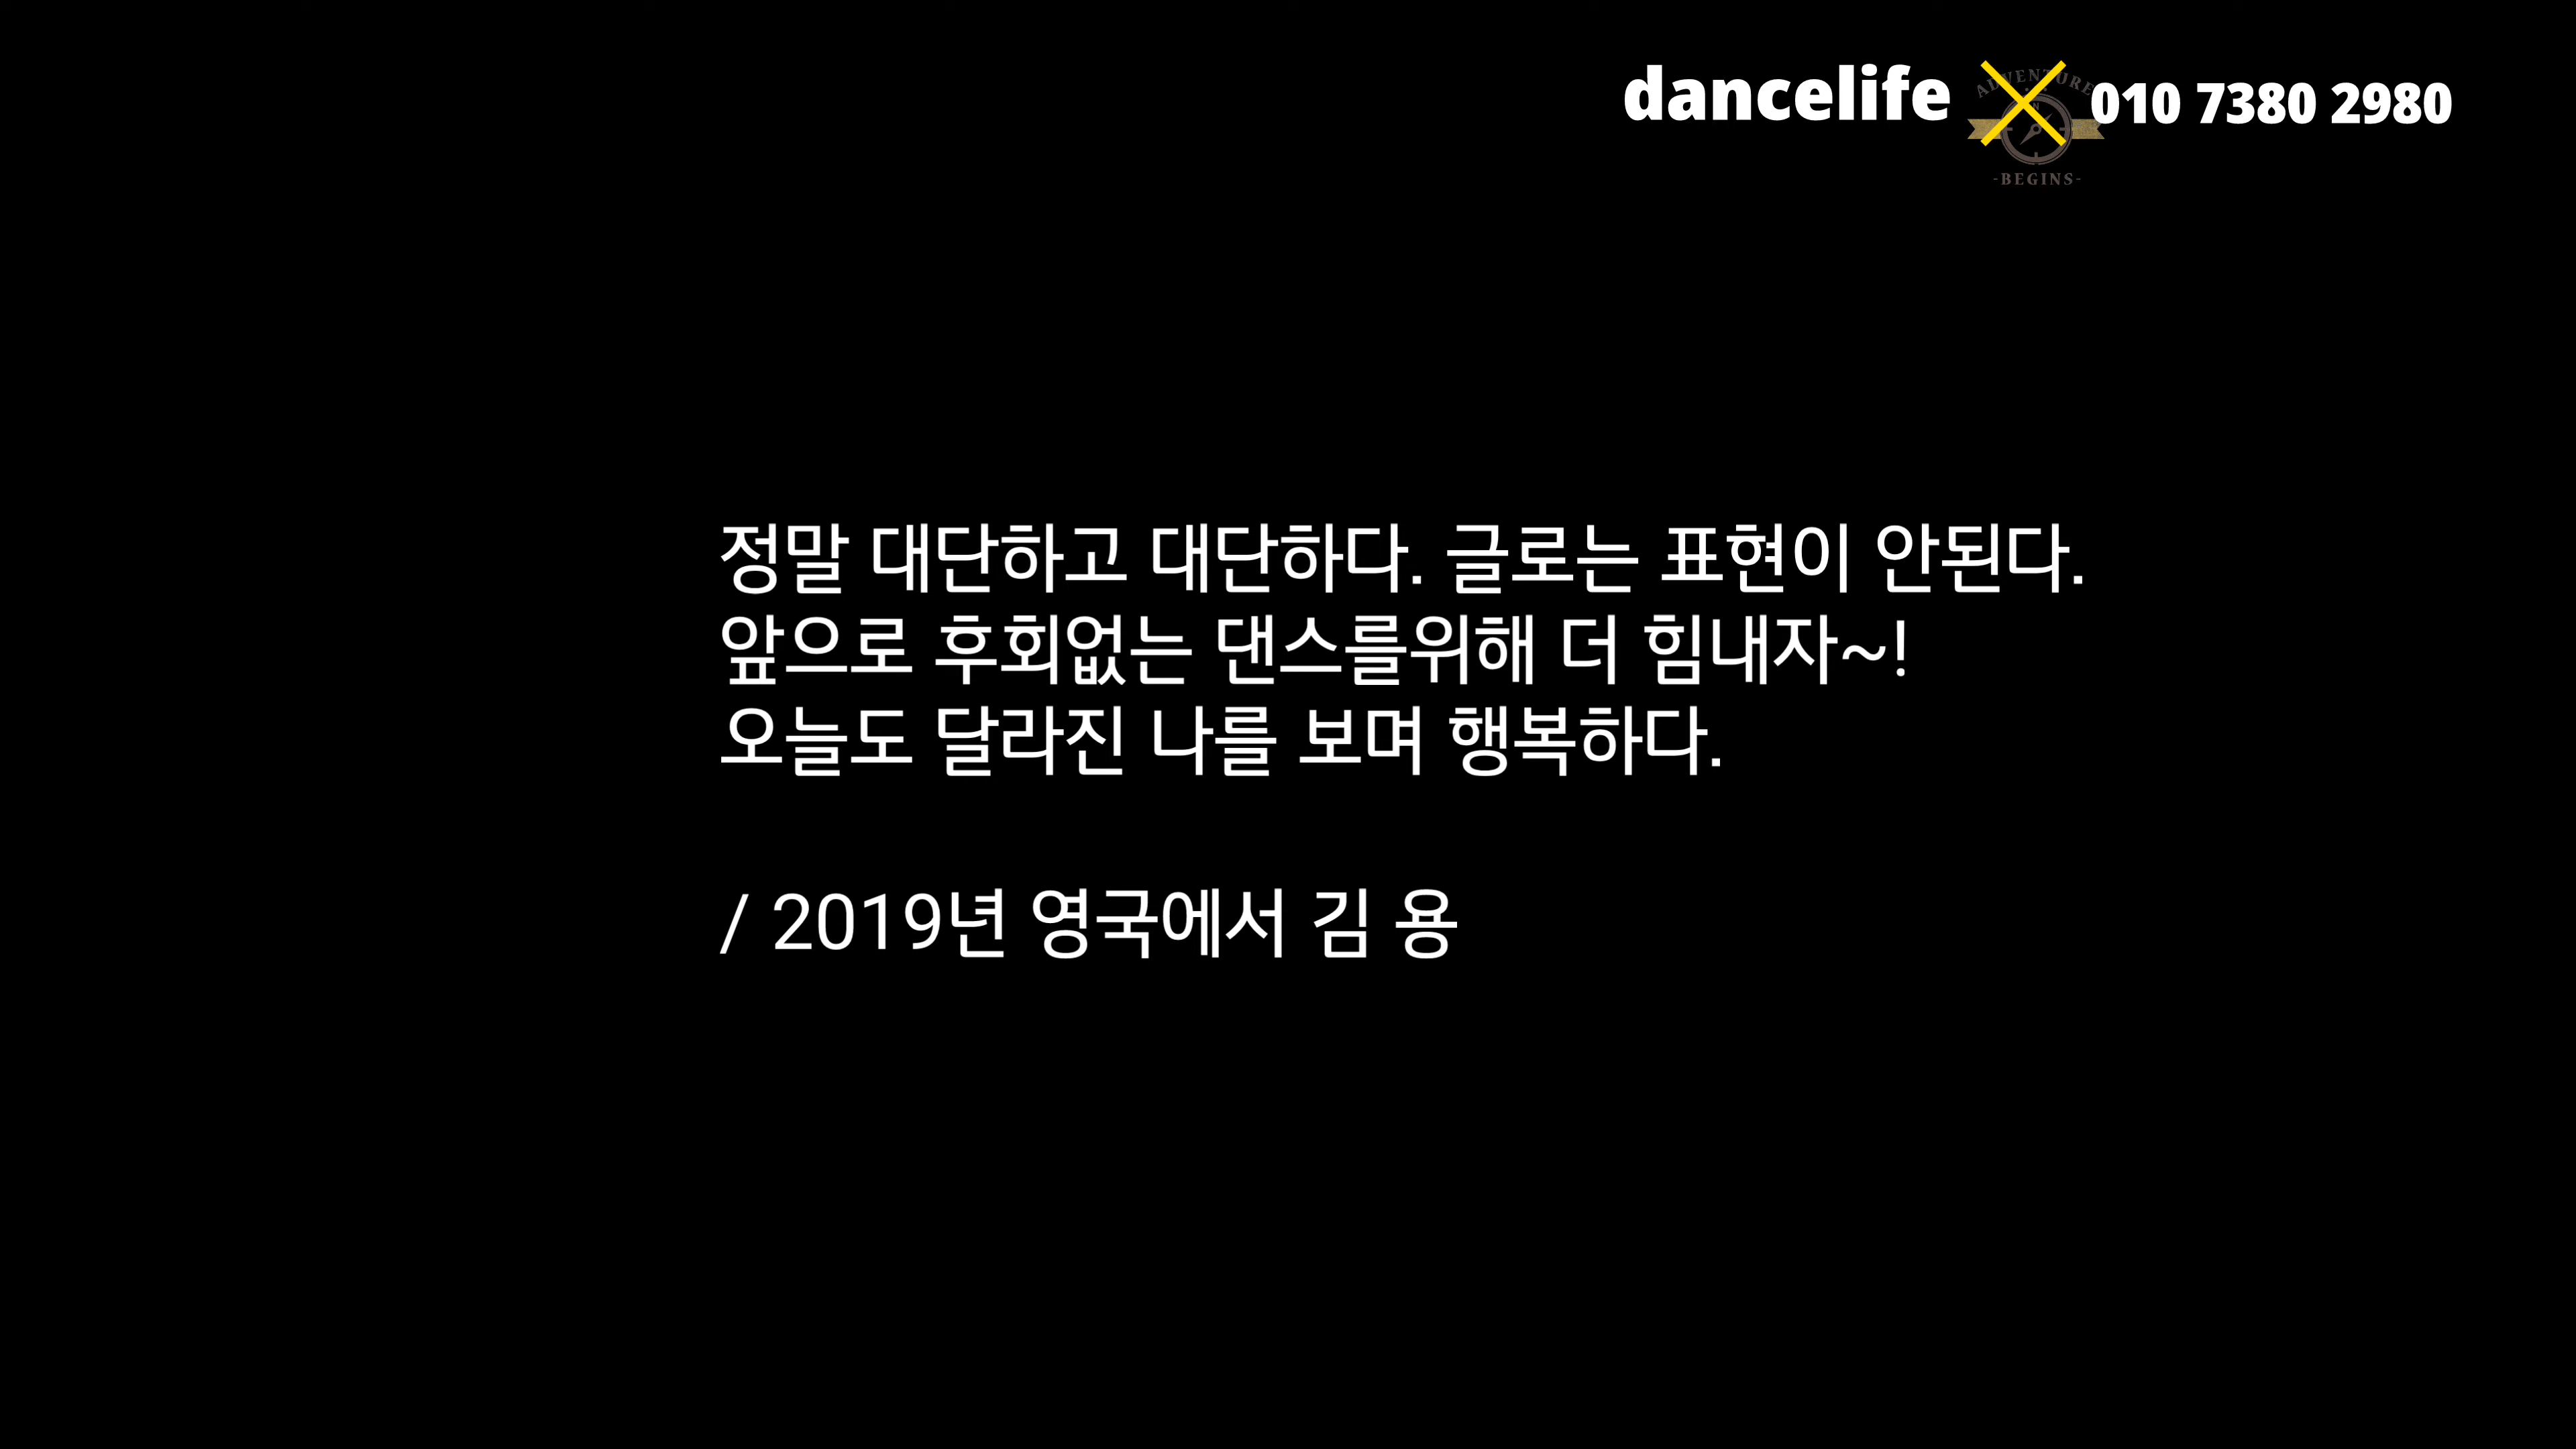 dancelife
ADVENTURE
N
-BEGINS-
010 7380 2980
정말 대단하고 대단하다. 글로는 표현이 안된다.
앞으로 후회없는 댄스를위해 더 힘내자~!
오늘도 달라진 나를 보며 행복하다.
/ 2019년 영국에서 김 용